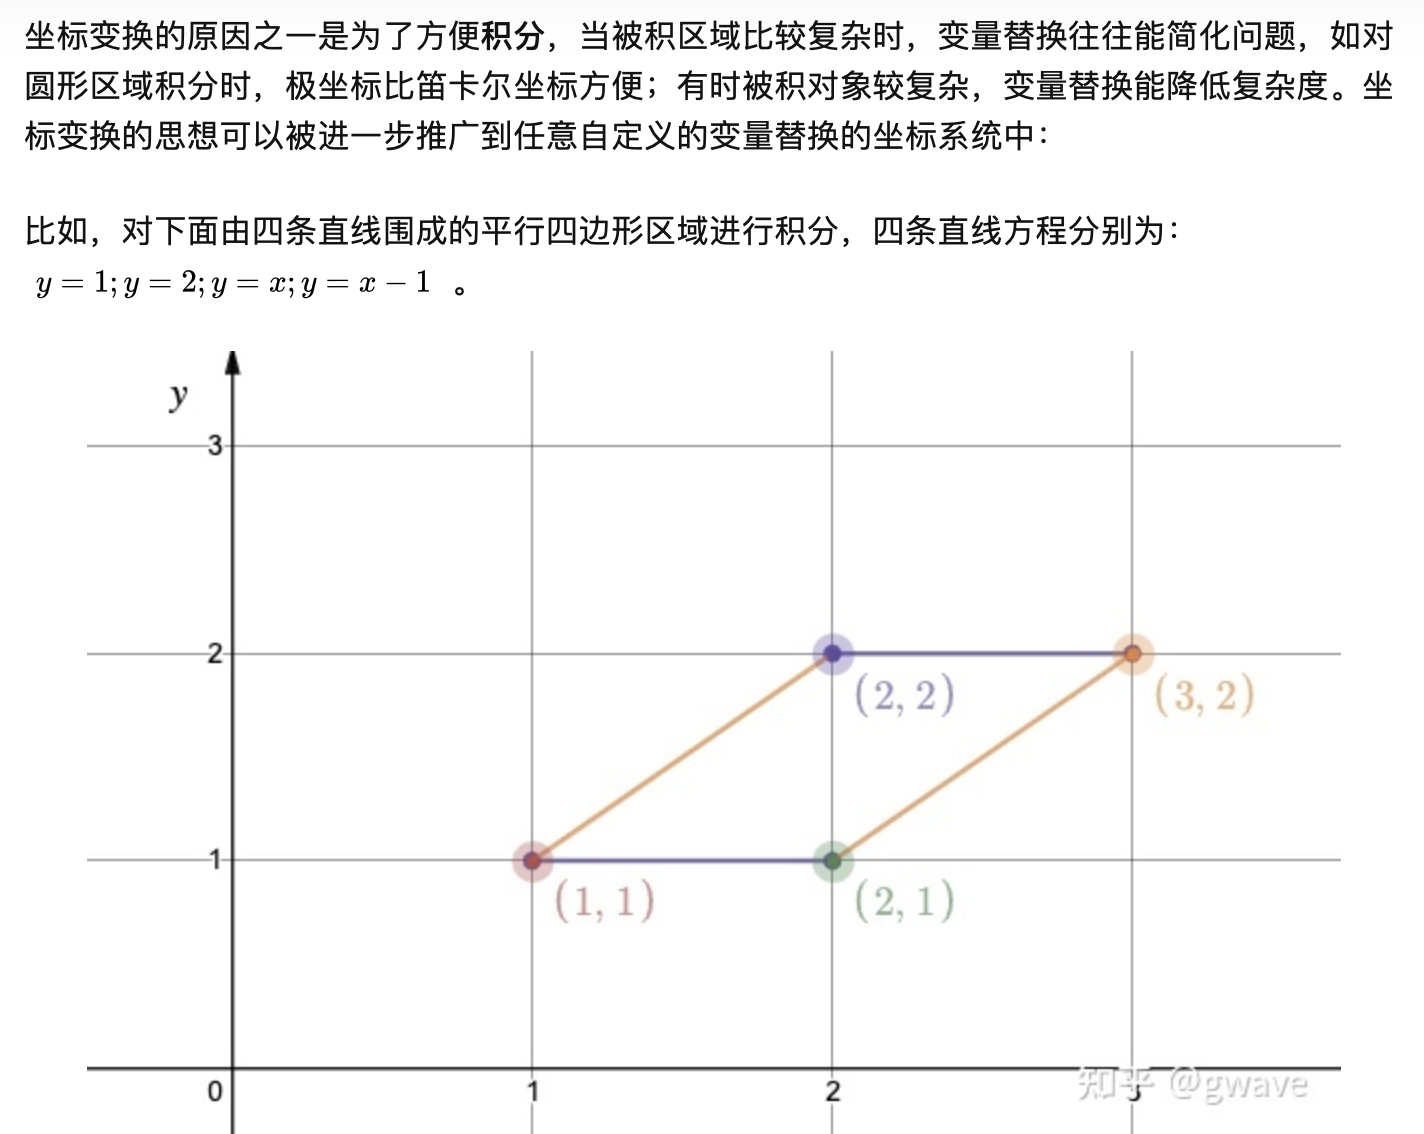 坐标变换的原因之一是为了方便积分，当被积区域比较复杂时，变量替换往往能简化问题，如对
圆形区域积分时，极坐标比笛卡尔坐标方便；有时被积对象较复杂，变量替换能降低复杂度。坐
标变换的思想可以被进一步推广到任意自定义的变量替换的坐标系统中：
比如，对下面由四条直线围成的平行四边形区域进行积分，四条直线方程分别为：
y = 1; y = 2; y = x; y = x − 1 。
y
3
2
(2, 2)
(3, 2)
1
(1, 1)
(2, 1)
0
1
2
3
知乎 @gwave